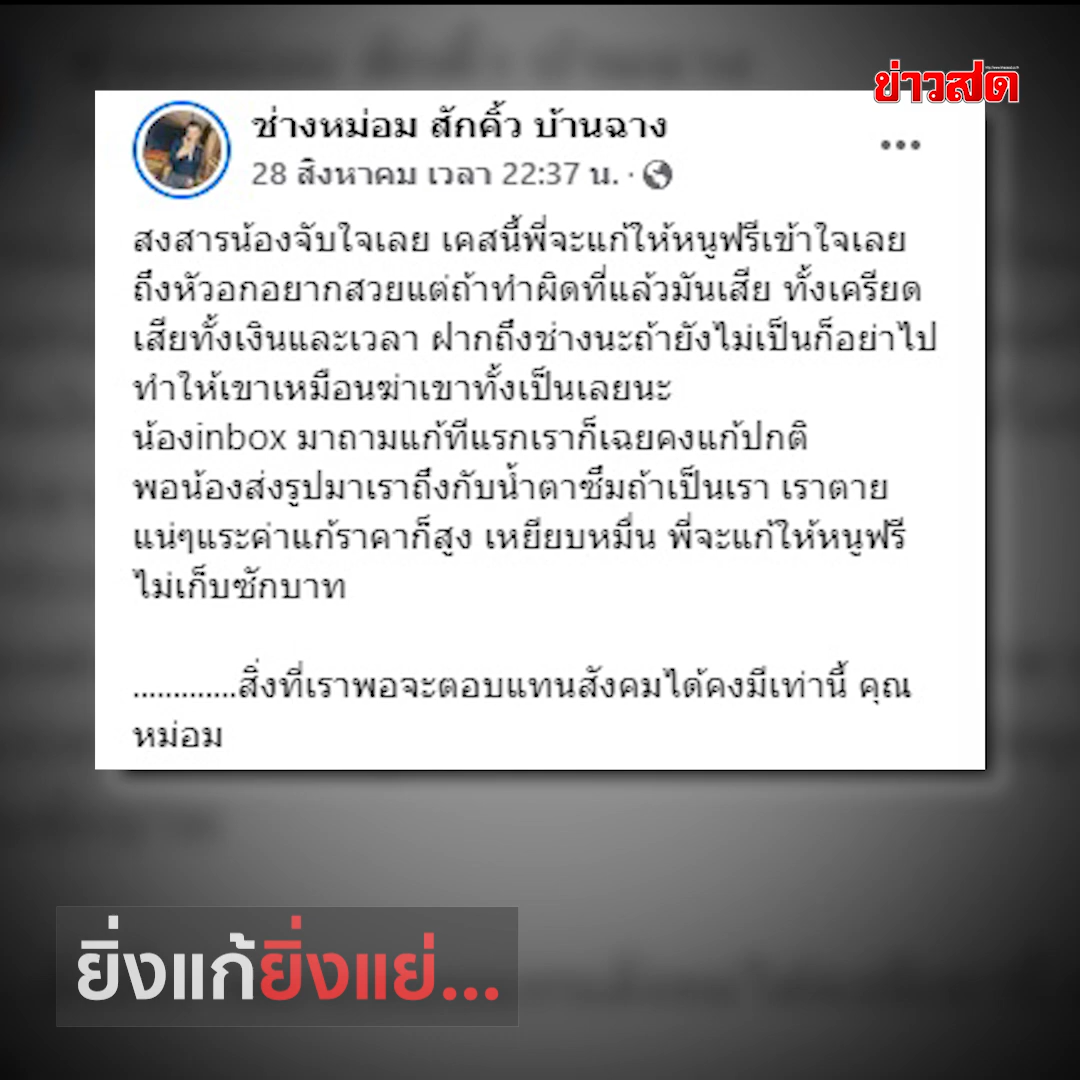 ข่าวสด
ช่างหม่อม สักคิ้ว บ้านฉาง
28 สิงหาคม เวลา 22:37 น. ·
สงสารน้องจับใจเลย เคสนี้พี่จะแก้ให้หนูฟรีเข้าใจเลย
ถึงหัวอกอยากสวยแต่ถ้าทำผิดที่แล้วมันเสีย ทั้งเครียด
เสียทั้งเงินและเวลา ฝากถึงช่างนะถ้ายังไม่เป็นก็อย่าไป
ทำให้เขาเหมือนฆ่าเขาทั้งเป็นเลยนะ
น้องinbox มาถามแก้ทีแรกเราก็เฉยคงแก้ปกติ
พอน้องส่งรูปมาเราถึงกับน้ำตาซึมถ้าเป็นเรา เราตาย
แน่ๆแระค่าแก้ราคาก็สูง เหยียบหมื่น พี่จะแก้ให้หนูฟรี
ไม่เก็บซักบาท
.............สิ่งที่เราพอจะตอบแทนสังคมได้คงมีเท่านี้ คุณ
หม่อม
ยิ่งแก้ยิ่งแย่...